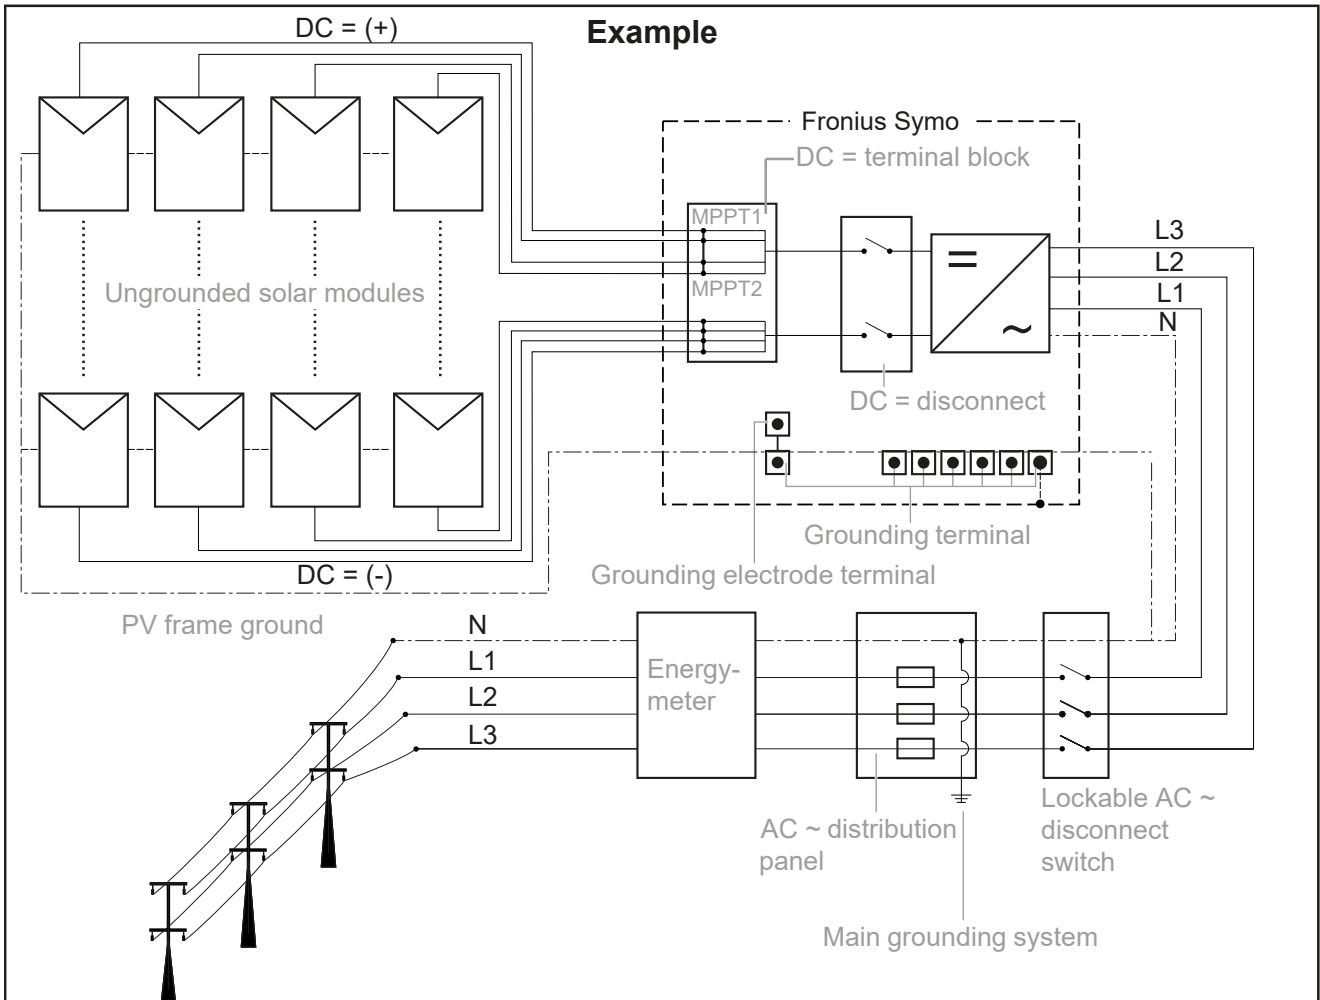 Example
DC = (+)
Fronius Symo
DC = terminal block
MPPT1
MPPT2
L3
L2
L1
N
Ungrounded solar modules
DC = disconnect
Grounding terminal
Grounding electrode terminal
DC = (-)
PV frame ground
N
L1
L2
L3
Energy-
meter
AC ~ distribution
panel
Lockable AC ~
disconnect
switch
Main grounding system